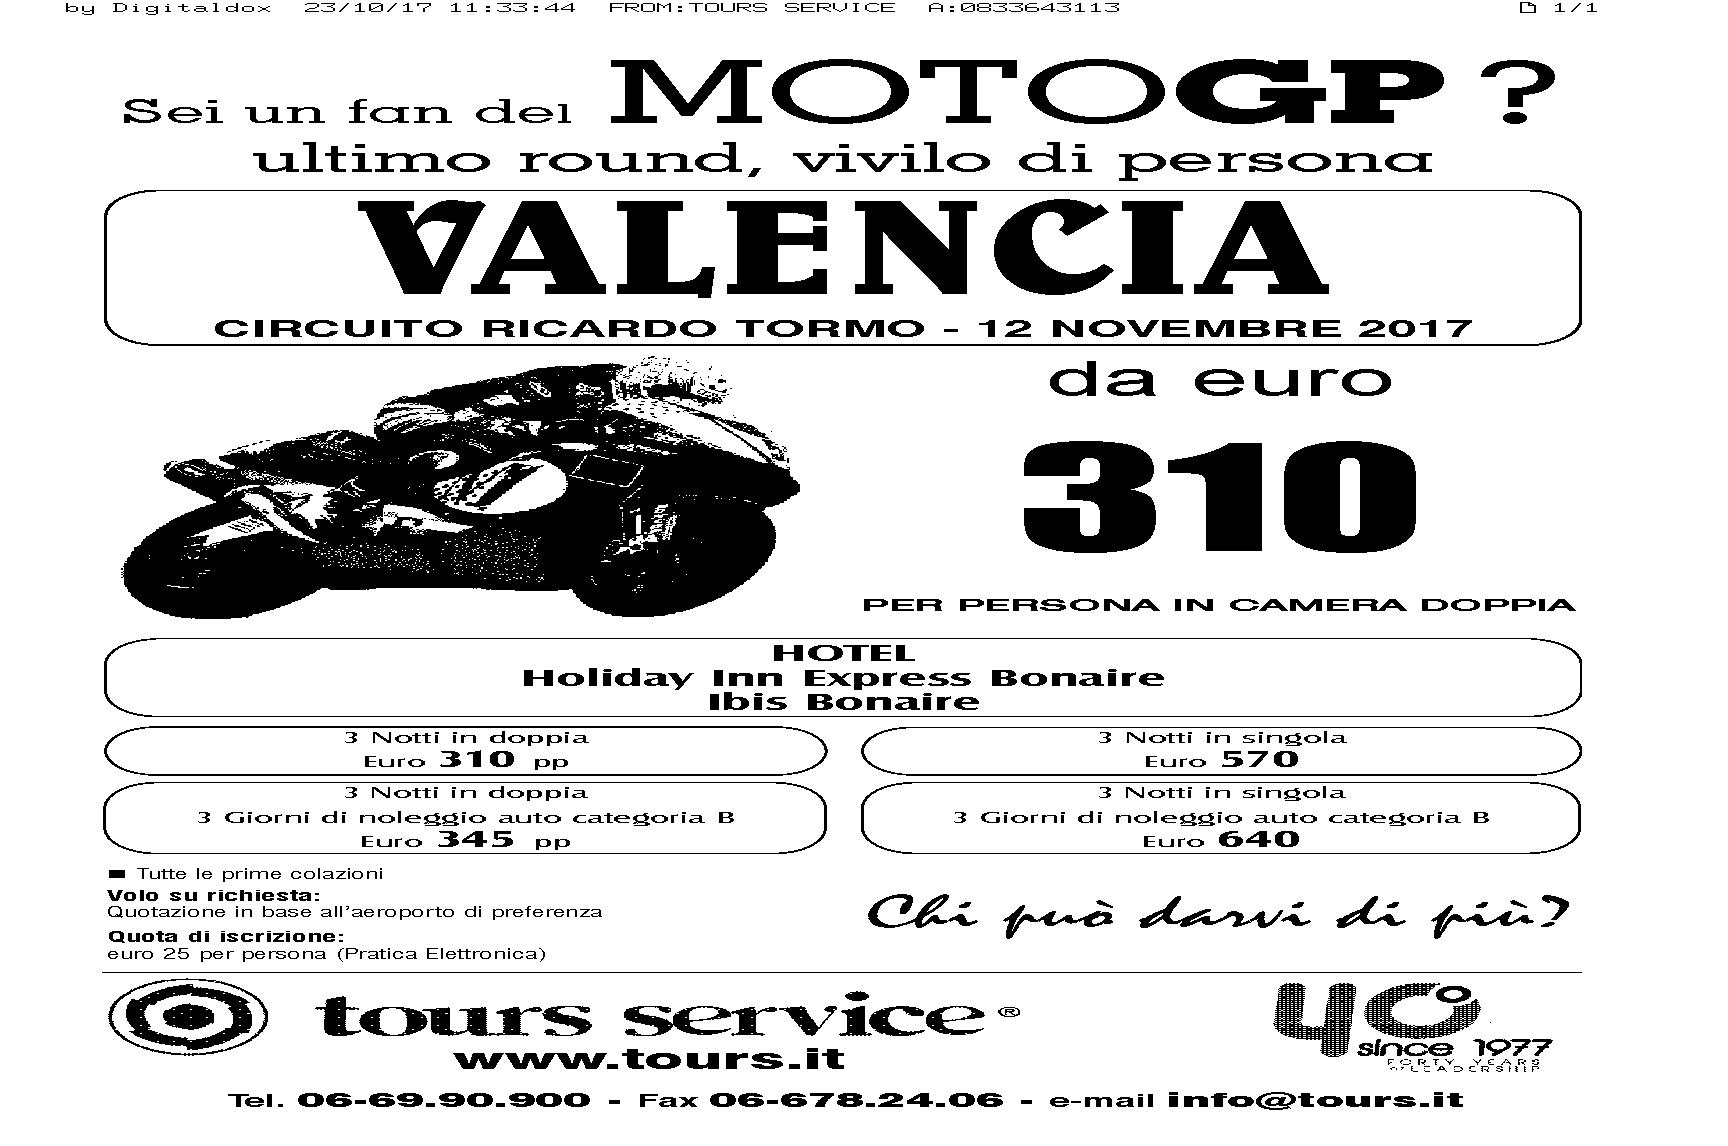 by Digitaldox 23/10/17 11:33:44 FROM:TOURS SERVICE A:0833643113 1/1
Sei un fan del MOTOGP ?
ultimo round, vivilo di persona
VALENCIA
CIRCUITO RICARDO TORMO - 12 NOVEMBRE 2017
da euro
310
PER PERSONA IN CAMERA DOPPIA
HOTEL
Holiday Inn Express Bonaire
Ibis Bonaire
3 Notti in doppia
Euro 310 pp
3 Notti in singola
Euro 570
3 Notti in doppia
3 Giorni di noleggio auto categoria B
Euro 345 pp
3 Notti in singola
3 Giorni di noleggio auto categoria B
Euro 640
■ Tutte le prime colazioni
Volo su richiesta:
Quotazione in base all'aeroporto di preferenza
Quota di iscrizione:
euro 25 per persona (Pratica Elettronica)
Chi può darvi di più?
tours service ®
www.tours.it
40
since 1977
FORTY YEARS
OF LEADERSHIP
Tel. 06-69.90.900 - Fax 06-678.24.06 - e-mail info@tours.it